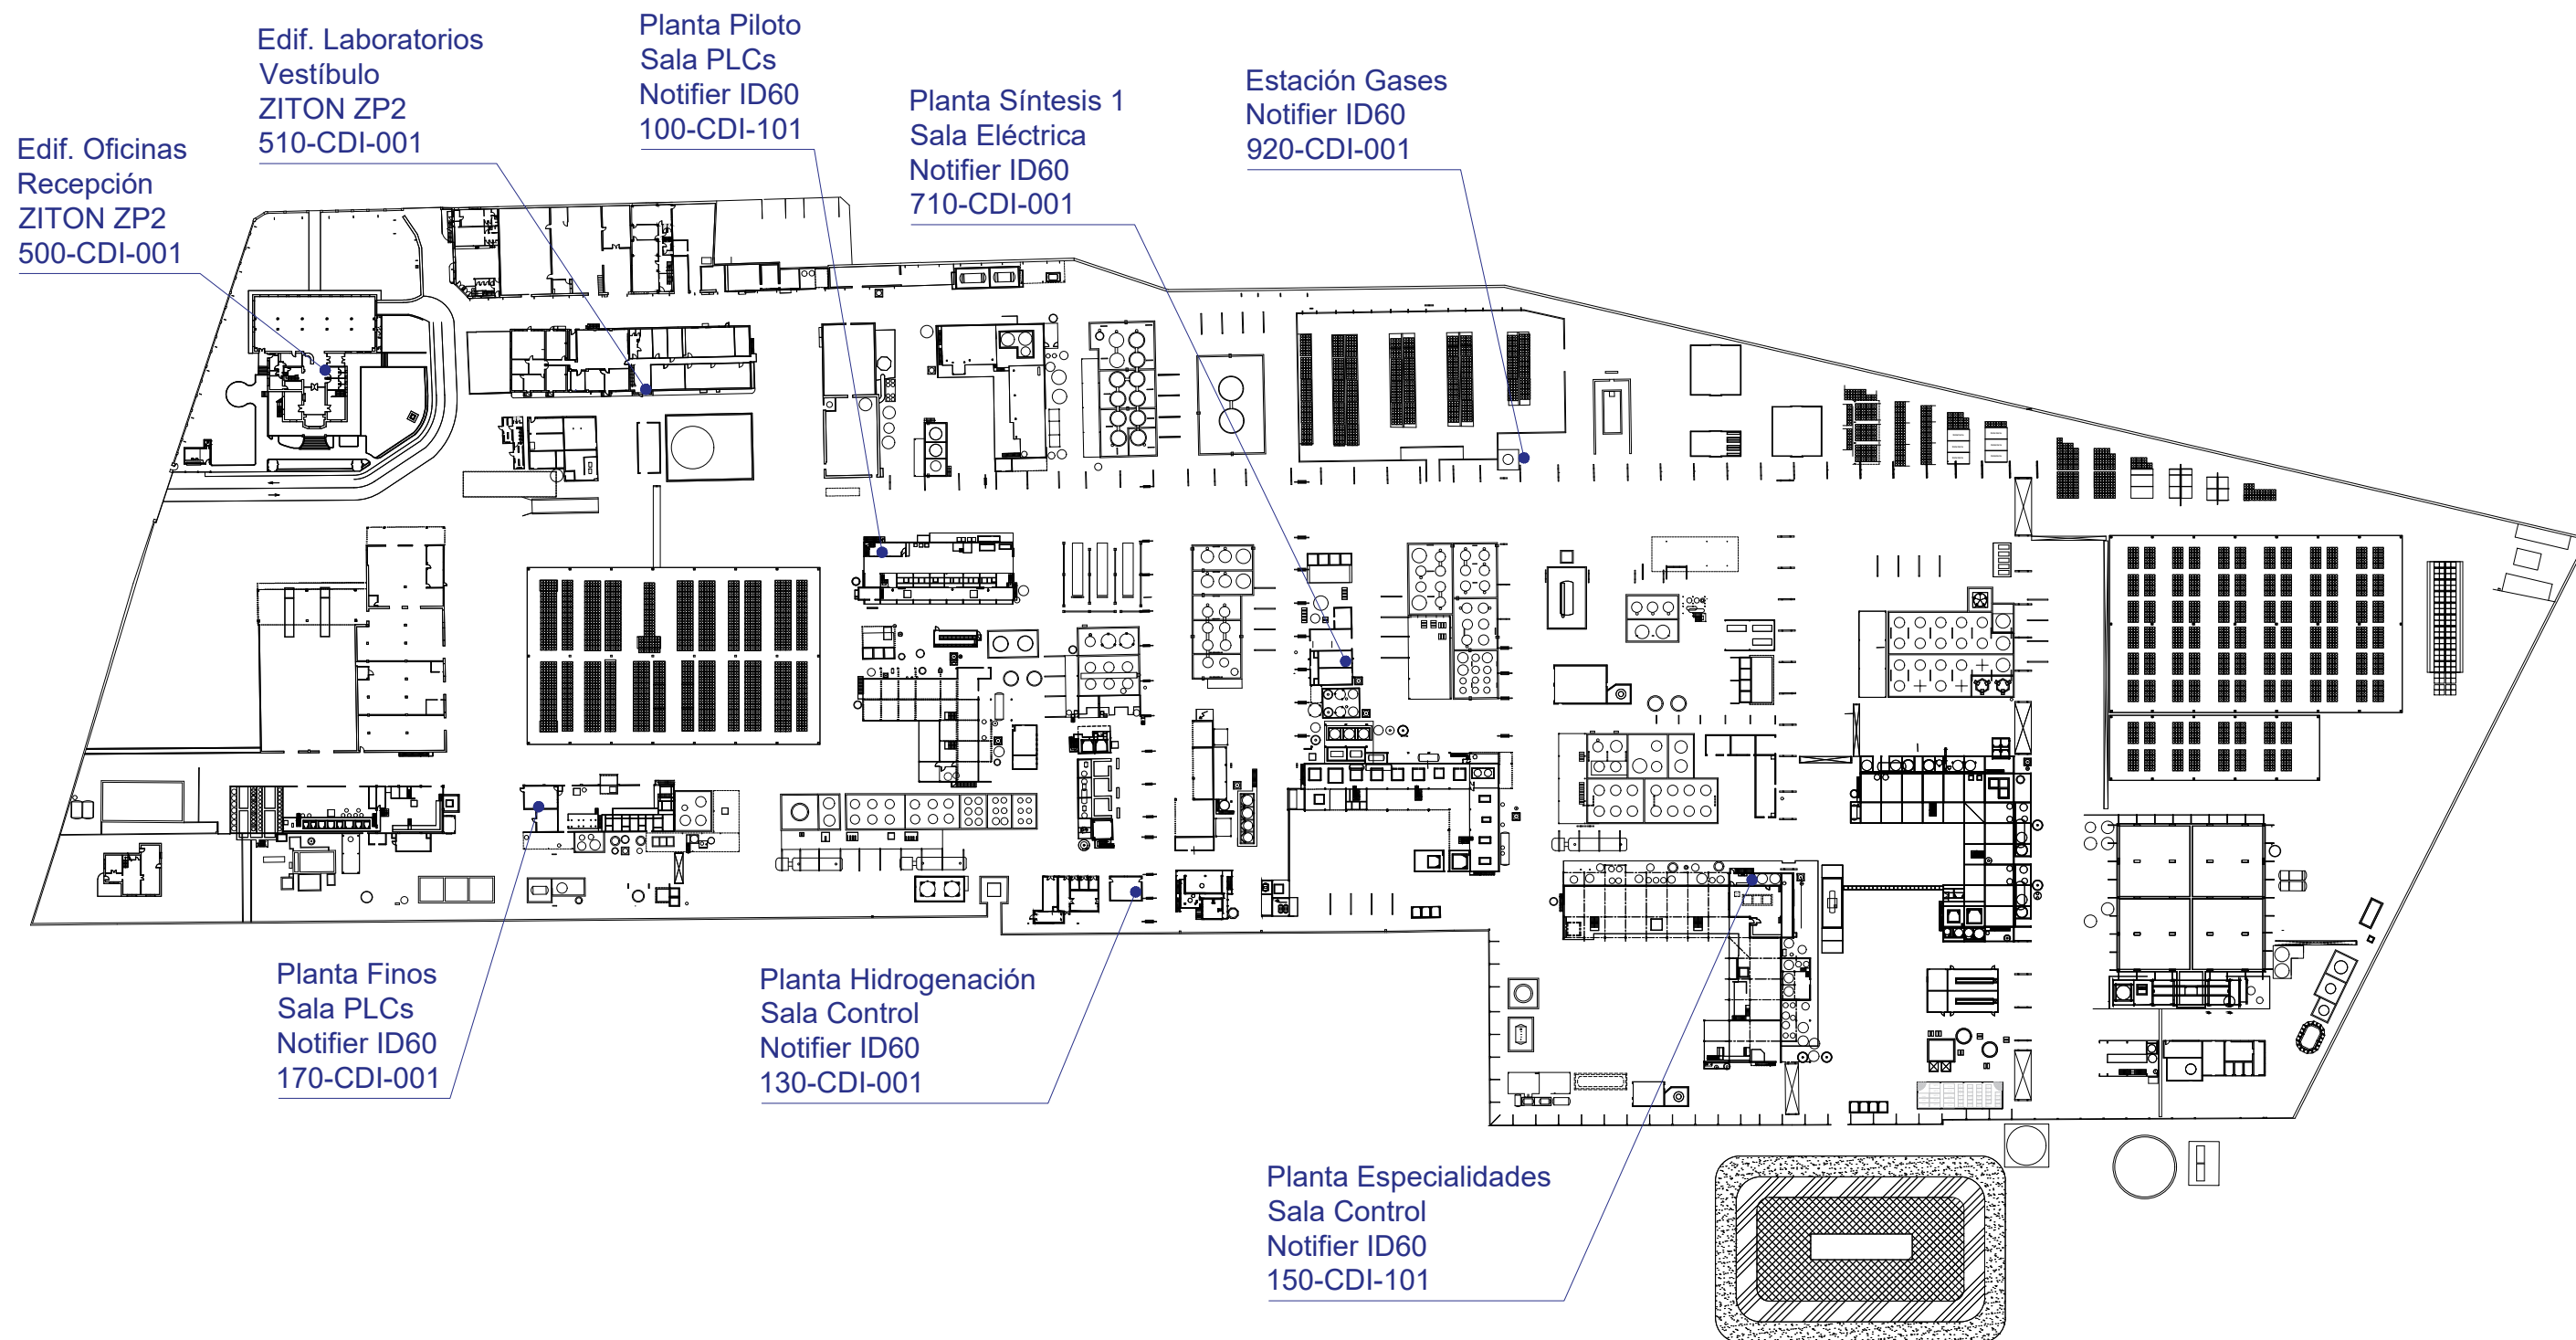 Edif. Oficinas
Recepción
ZITON ZP2
500-CDI-001
Edif. Laboratorios
Vestíbulo
ZITON ZP2
510-CDI-001
Planta Piloto
Sala PLCs
Notifier ID60
100-CDI-101
Planta Síntesis 1
Sala Eléctrica
Notifier ID60
710-CDI-001
Estación Gases
Notifier ID60
920-CDI-001
Planta Finos
Sala PLCs
Notifier ID60
170-CDI-001
Planta Hidrogenación
Sala Control
Notifier ID60
130-CDI-001
Planta Especialidades
Sala Control
Notifier ID60
150-CDI-101